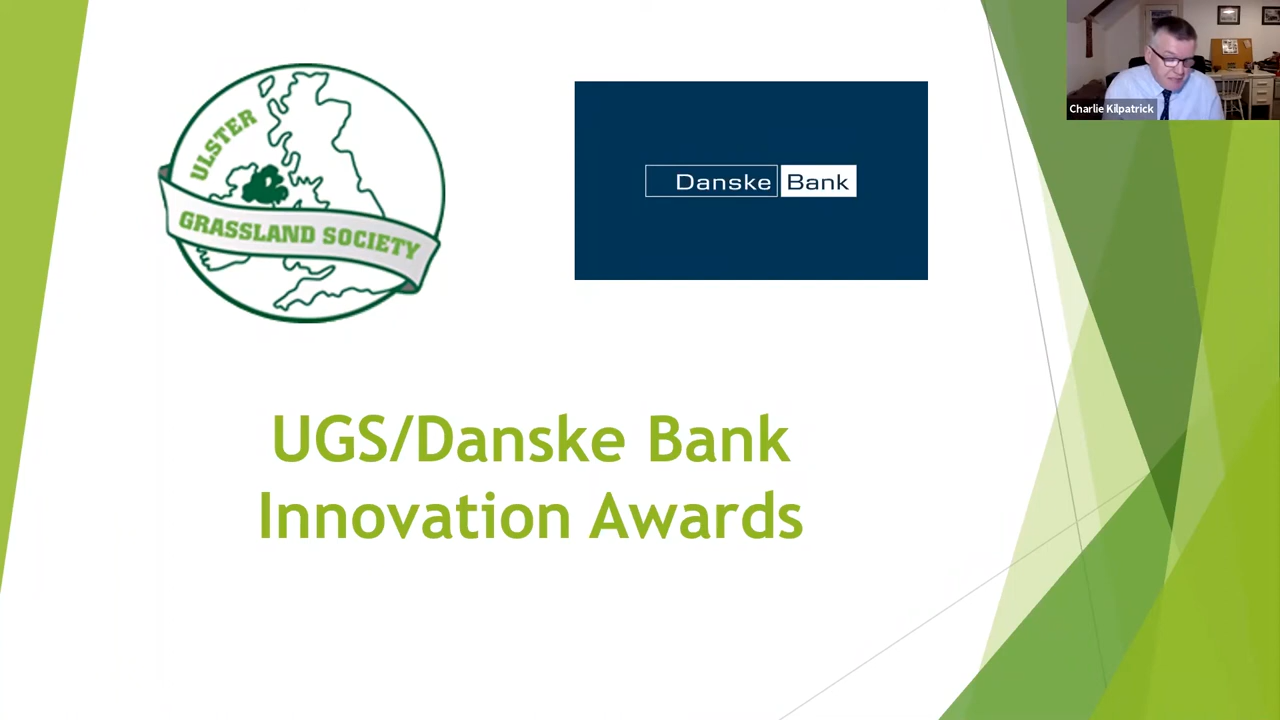 ULSTER
GRASSLAND SOCIETY
Danske Bank
Charlie Kilpatrick
UGS/Danske Bank
Innovation Awards